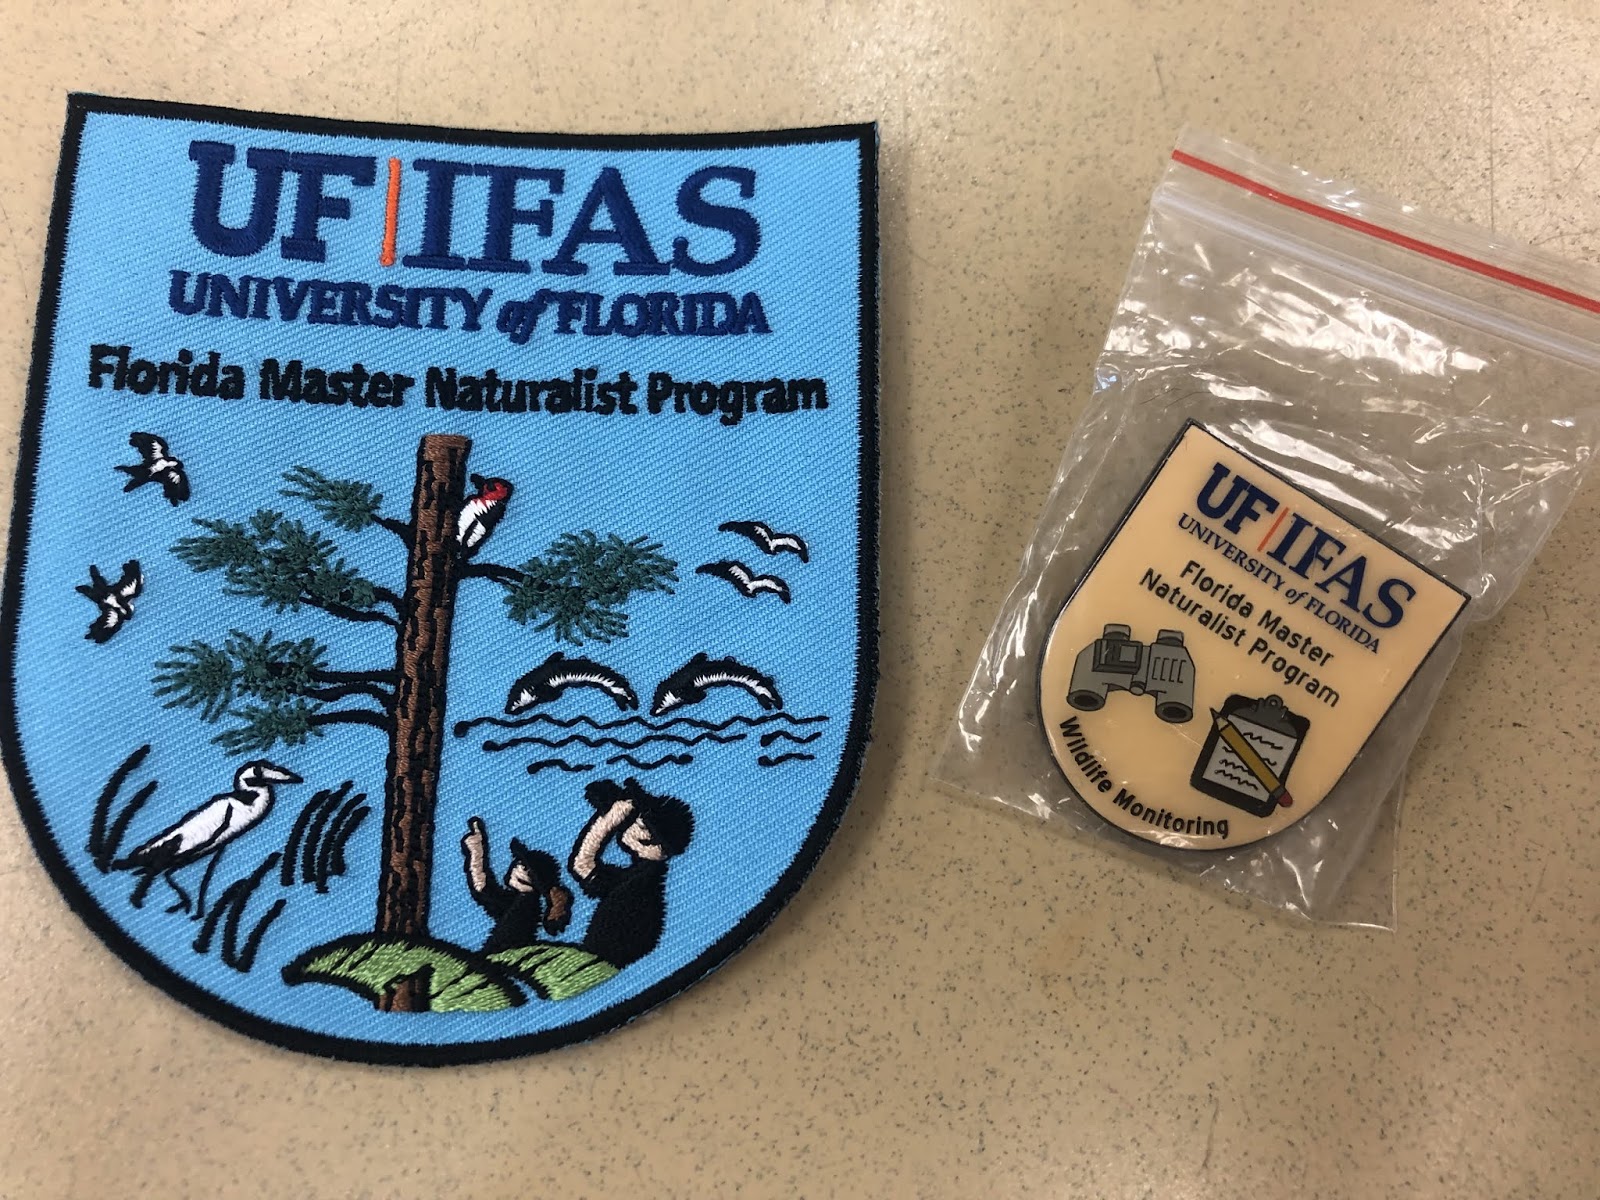 UF|IFAS
UNIVERSITY of FLORIDA
Florida Master Naturalist Program
UF|IFAS
UNIVERSITY of FLORIDA
Florida Master
Naturalist Program
Wildlife Monitoring